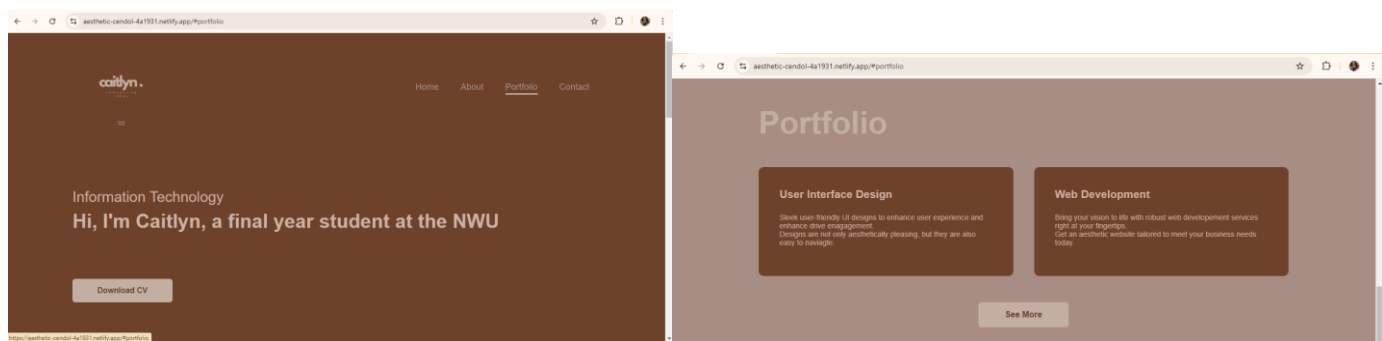 aesthetic-cendol-4a1931.netlify.app/#portfolio
caitlyn.
Home About Portfolio Contact
Information Technology
Hi, I'm Caitlyn, a final year student at the NWU
Download CV
https://aesthetic-cendol-4a1931.netlify.app/#portfolio
aesthetic-cendol-4a1931.netlify.app/#portfolio
Portfolio
User Interface Design
Sleek user-friendly UI designs to enhance user experience and
enhance drive enagagement.
Designs are not only aesthetically pleasing, but they are also
easy to naviagte.
Web Development
Bring your vision to life with robust web developement services
right at your fingertips.
Get an aesthetic website tailored to meet your business needs
today.
See More